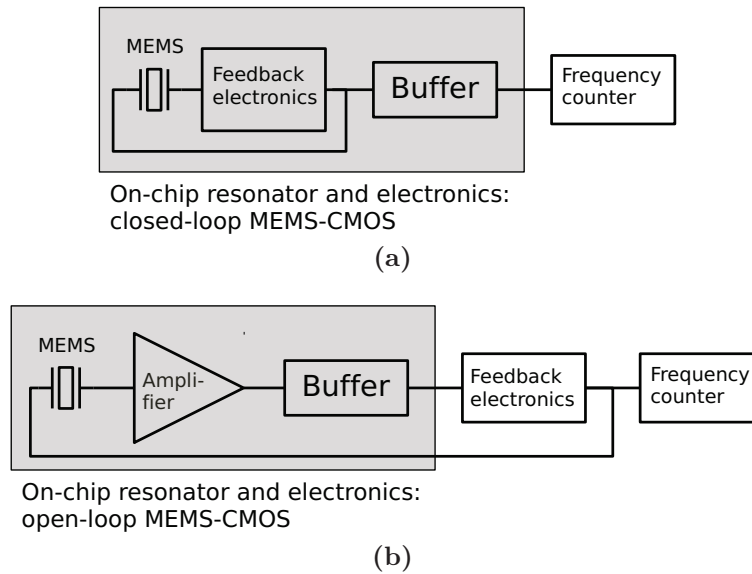 MEMS
Feedback
electronics
Buffer
Frequency
counter
On-chip resonator and electronics:
closed-loop MEMS-CMOS
(a)
MEMS
Ampli-
fier
Buffer
Feedback
electronics
Frequency
counter
On-chip resonator and electronics:
open-loop MEMS-CMOS
(b)